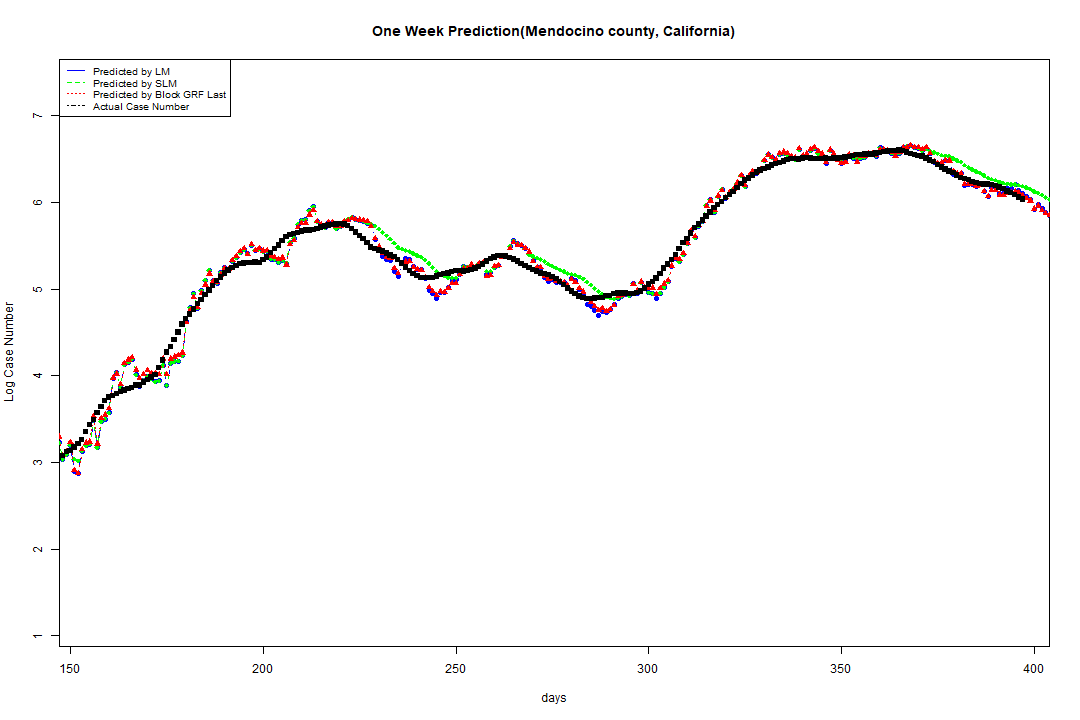 One Week Prediction(Mendocino county, California)
Predicted by LM
Predicted by SLM
Predicted by Block GRF Last
Actual Case Number
7
6
5
4
3
2
1
Log Case Number
150 200 250 300 350 400
days